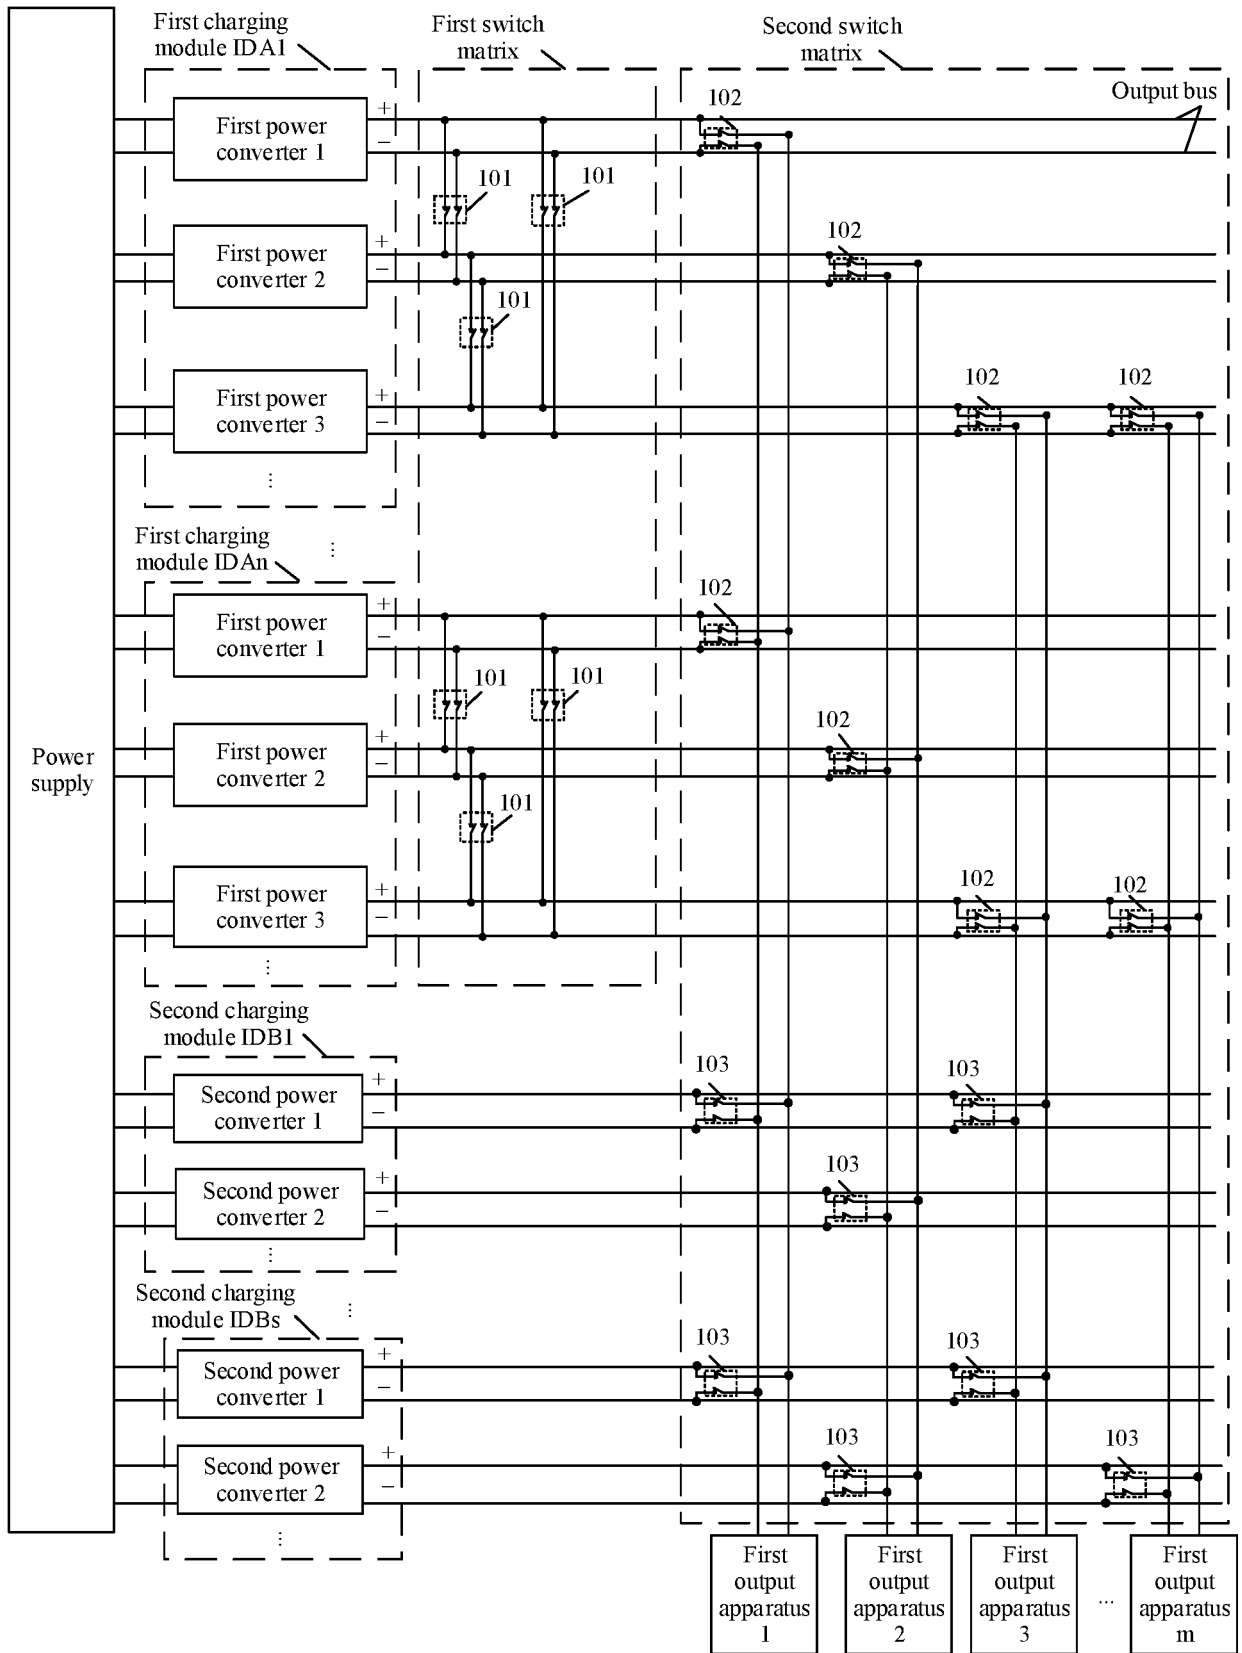 First charging
module IDA1
First switch
matrix
Second switch
matrix
Output bus
102
First power
converter 1
+
−
101
101
First power
converter 2
+
−
102
101
First power
converter 3
+
−
102
102
...
First charging
module IDAn
...
First power
converter 1
+
−
102
101
101
Power
supply
First power
converter 2
+
−
102
101
First power
converter 3
+
−
102
102
...
Second charging
module IDB1
Second power
converter 1
+
−
103
103
Second power
converter 2
+
−
103
...
Second charging
module IDBs
...
Second power
converter 1
+
−
103
103
Second power
converter 2
+
−
103
103
...
First
output
apparatus
1
First
output
apparatus
2
First
output
apparatus
3
...
First
output
apparatus
m